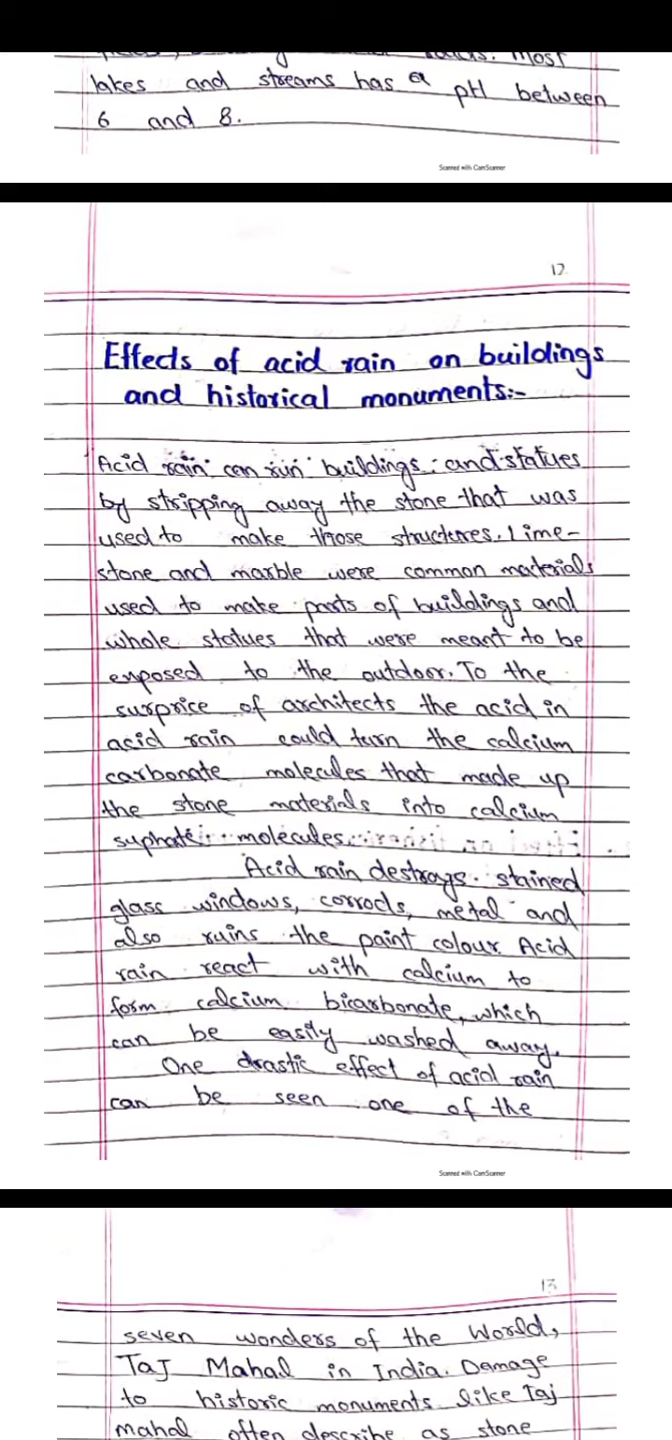 Most
lakes and streams has a pH between
6 and 8.
Scanned with CamScanner
12
Effects of acid rain on buildings
and historical monuments:-
Acid rain can ruin buildings and statues
by stripping away the stone that was
used to make those structures. Lime-
stone and marble were common materials
used to make parts of buildings and
whole statues that were meant to be
exposed to the outdoor. To the
surprice of architects the acid in
acid rain could turn the calcium
carbonate molecules that made up
the stone materials into calcium
suphate molecules.
Acid rain destroys stained
glass windows, corrods, metal and
also ruins the paint colour. Acid
rain react with calcium to
form calcium bicarbonate, which
can be easily washed away.
One drastic effect of acid rain
can be seen one of the
Scanned with CamScanner
13
seven wonders of the World,
Taj Mahal in India. Damage
to historic monuments like Taj
mahal often describe as stone